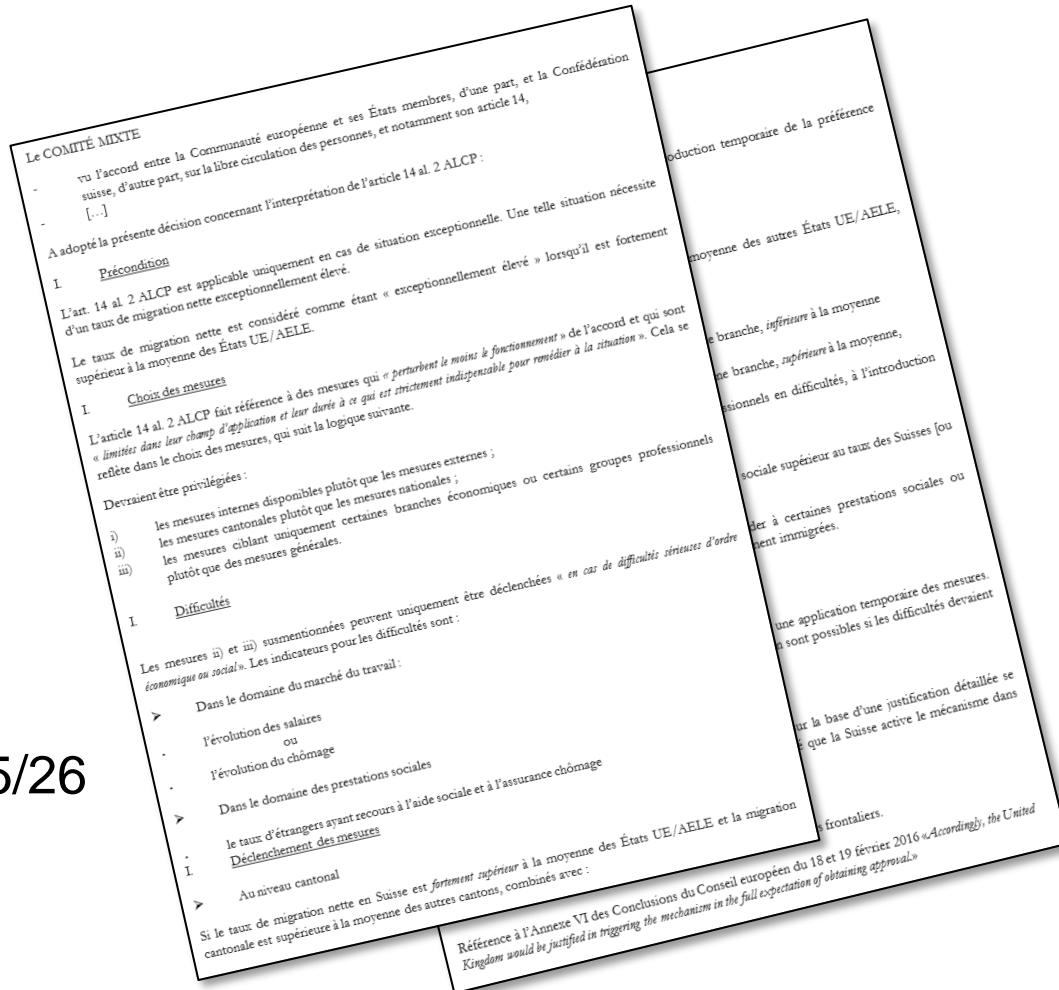 Le COMITÉ MIXTE
- vu l'accord entre la Communauté européenne et ses États membres, d'une part, et la Confédération
suisse, d'autre part, sur la libre circulation des personnes, et notamment son article 14,
- […]
A adopté la présente décision concernant l'interprétation de l'article 14 al. 2 ALCP :
I. Précondition
L'art. 14 al. 2 ALCP est applicable uniquement en cas de situation exceptionnelle. Une telle situation nécessite
d'un taux de migration nette exceptionnellement élevé.
Le taux de migration nette est considéré comme étant « exceptionnellement élevé » lorsqu'il est fortement
supérieur à la moyenne des États UE/AELE.
I. Choix des mesures
L'article 14 al. 2 ALCP fait référence à des mesures qui « perturbent le moins le fonctionnement » de l'accord et qui sont
« limitées dans leur champ d'application et leur durée à ce qui est strictement indispensable pour remédier à la situation ». Cela se
reflète dans le choix des mesures, qui suit la logique suivante.
Devraient être privilégiées :
i) les mesures internes disponibles plutôt que les mesures externes ;
ii) les mesures cantonales plutôt que les mesures nationales ;
iii) les mesures ciblant uniquement certaines branches économiques ou certains groupes professionnels
plutôt que des mesures générales.
I. Difficultés
Les mesures ii) et iii) susmentionnées peuvent uniquement être déclenchées « en cas de difficultés sérieuses d'ordre
économique ou social ». Les indicateurs pour les difficultés sont :
➢ Dans le domaine du marché du travail :
· l'évolution des salaires
ou
· l'évolution du chômage
➢ Dans le domaine des prestations sociales
· le taux d'étrangers ayant recours à l'aide sociale et à l'assurance chômage
I. Déclenchement des mesures
➢ Au niveau cantonal
Si le taux de migration nette en Suisse est fortement supérieur à la moyenne des États UE/AELE et la migration
cantonale est supérieure à la moyenne des autres cantons, combinés avec :
5/26
oduction temporaire de la préférence
moyenne des autres États UE/AELE,
e branche, inférieure à la moyenne
ne branche, supérieure à la moyenne,
ssionnels en difficultés, à l'introduction
sociale supérieur au taux des Suisses [ou
der à certaines prestations sociales ou
ment immigrées.
une application temporaire des mesures.
n sont possibles si les difficultés devaient
ur la base d'une justification détaillée se
é que la Suisse active le mécanisme dans
s frontaliers.
Référence à l'Annexe VI des Conclusions du Conseil européen du 18 et 19 février 2016 «Accordingly, the United
Kingdom would be justified in triggering the mechanism in the full expectation of obtaining approval.»